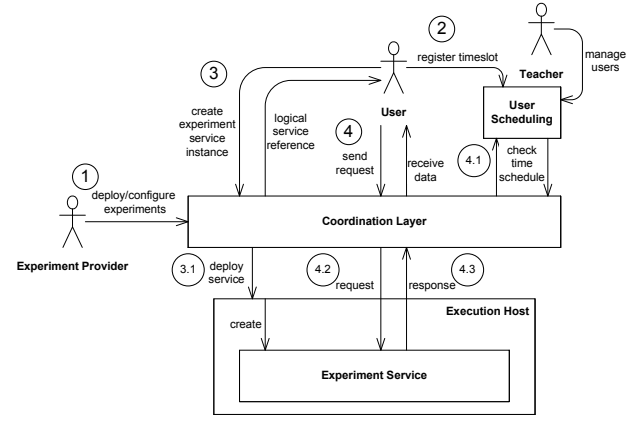 2
register timeslot
Teacher
manage
users
3
User
User
Scheduling
create
experiment
service
instance
logical
service
reference
4
send
request
receive
data
4.1
check
time
schedule
1
deploy/configure
experiments
Coordination Layer
Experiment Provider
3.1
deploy
service
4.2
request
response
4.3
Execution Host
create
Experiment Service